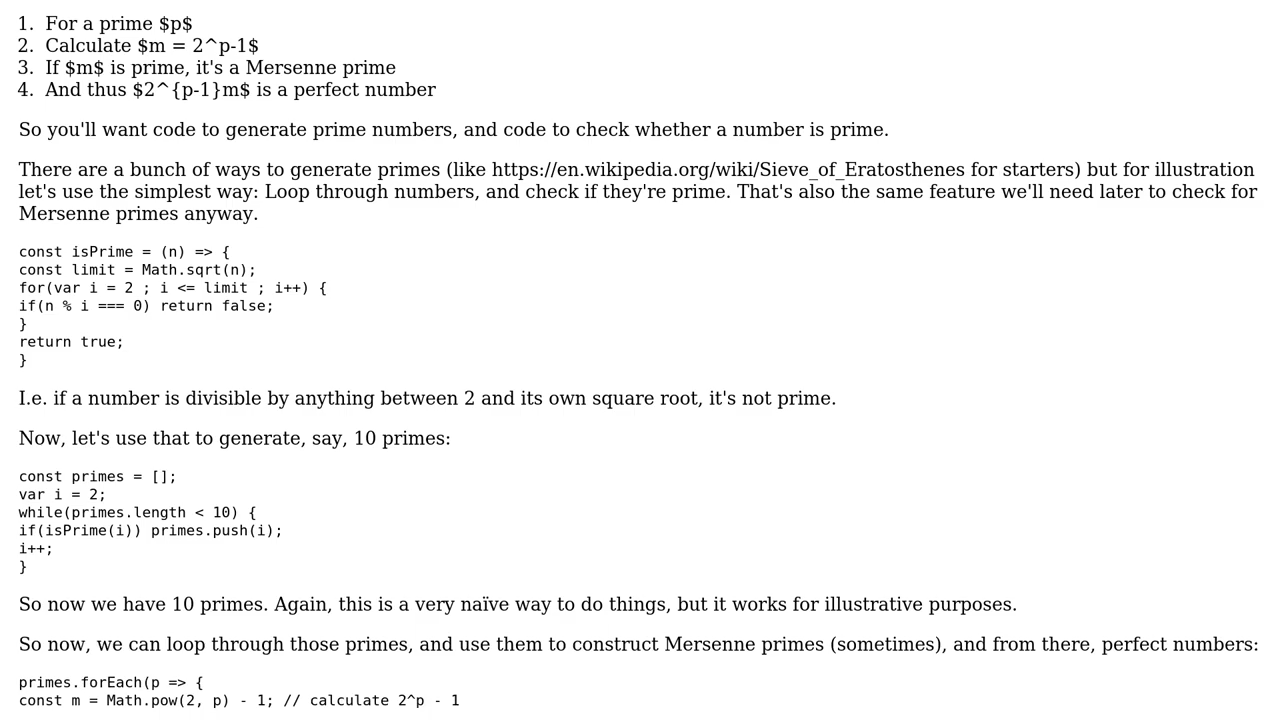 1. For a prime $p$
2. Calculate $m = 2^p-1$
3. If $m$ is prime, it's a Mersenne prime
4. And thus $2^{p-1}m$ is a perfect number
So you'll want code to generate prime numbers, and code to check whether a number is prime.
There are a bunch of ways to generate primes (like https://en.wikipedia.org/wiki/Sieve_of_Eratosthenes for starters) but for illustration
let's use the simplest way: Loop through numbers, and check if they're prime. That's also the same feature we'll need later to check for
Mersenne primes anyway.
const isPrime = (n) => {
const limit = Math.sqrt(n);
for(var i = 2 ; i <= limit ; i++) {
if(n % i === 0) return false;
}
return true;
}
I.e. if a number is divisible by anything between 2 and its own square root, it's not prime.
Now, let's use that to generate, say, 10 primes:
const primes = [];
var i = 2;
while(primes.length < 10) {
if(isPrime(i)) primes.push(i);
i++;
}
So now we have 10 primes. Again, this is a very naïve way to do things, but it works for illustrative purposes.
So now, we can loop through those primes, and use them to construct Mersenne primes (sometimes), and from there, perfect numbers:
primes.forEach(p => {
const m = Math.pow(2, p) - 1; // calculate 2^p - 1